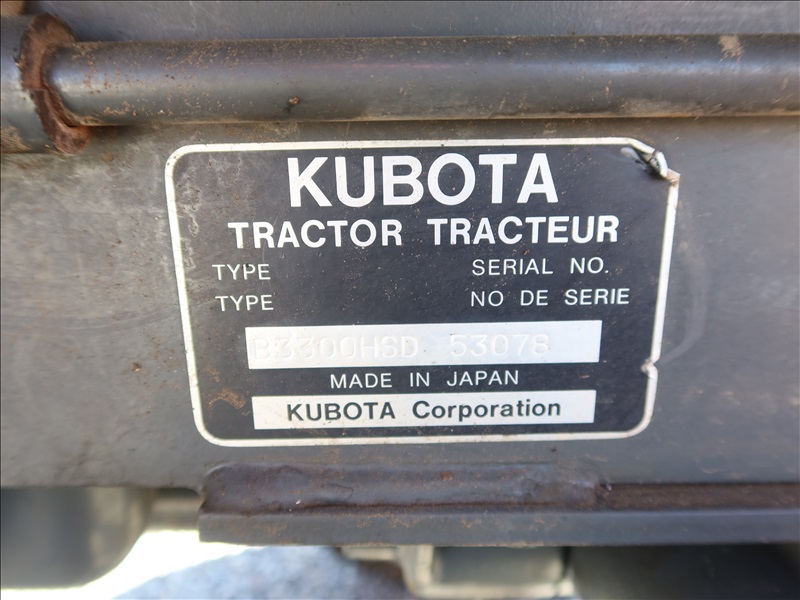 KUBOTA
TRACTOR TRACTEUR
TYPE SERIAL NO.
TYPE NO DE SERIE
B3300HSD 53078
MADE IN JAPAN
KUBOTA Corporation